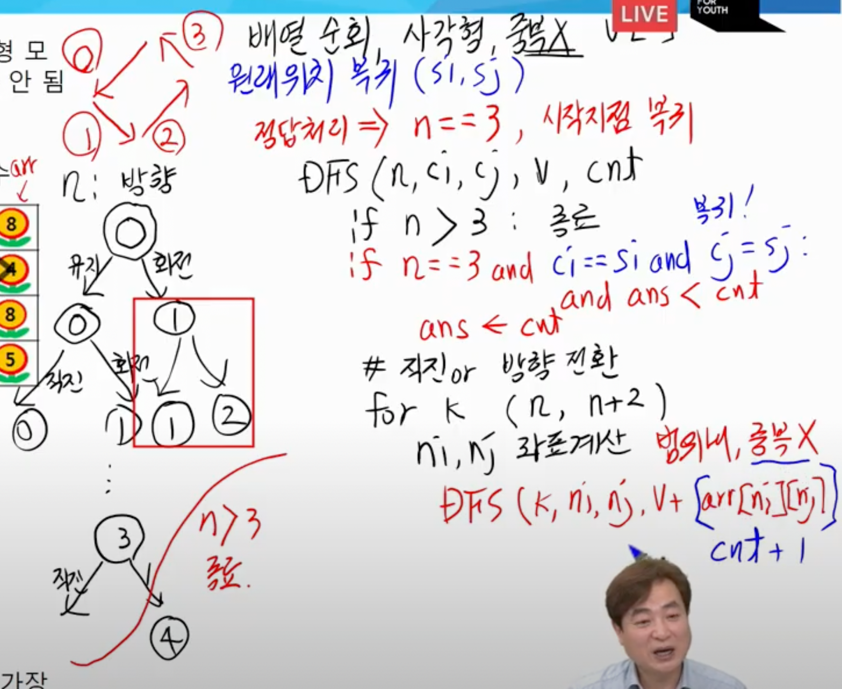 LIVE
FOR
YOUTH
형 모
안 됨
0
3
1
2
배열 순회, 사각형, 중복X
원래위치 복귀 (si, sj)
정답처리 => n==3, 시작지점 복귀
arr
n: 방향
8
4
8
5
0
유지
회전
0
1
직진
회전
0
1
1
2
⋮
3
직진
4
n>3
종료.
DFS (n, ci, cj, v, cnt
if n > 3 : 종료
복귀!
if n==3 and ci==si and cj=sj:
and ans < cnt
ans ← cnt
# 직진or 방향 전환
for k (n, n+2)
ni, nj 좌표계산 범위내, 중복X
DFS (k, ni, nj, v+ [arr[ni][nj]]
cnt+1
가장